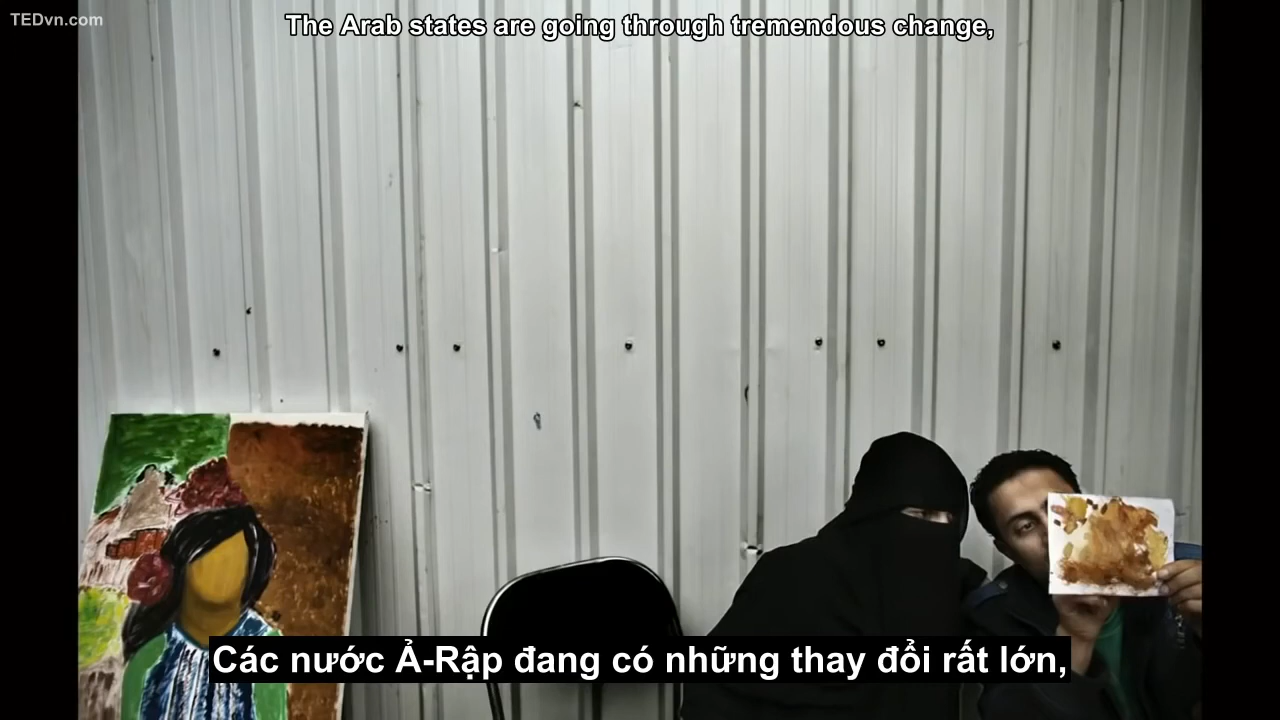 TEDvn.com
The Arab states are going through tremendous change,
Các nước Ả-Rập đang có những thay đổi rất lớn,